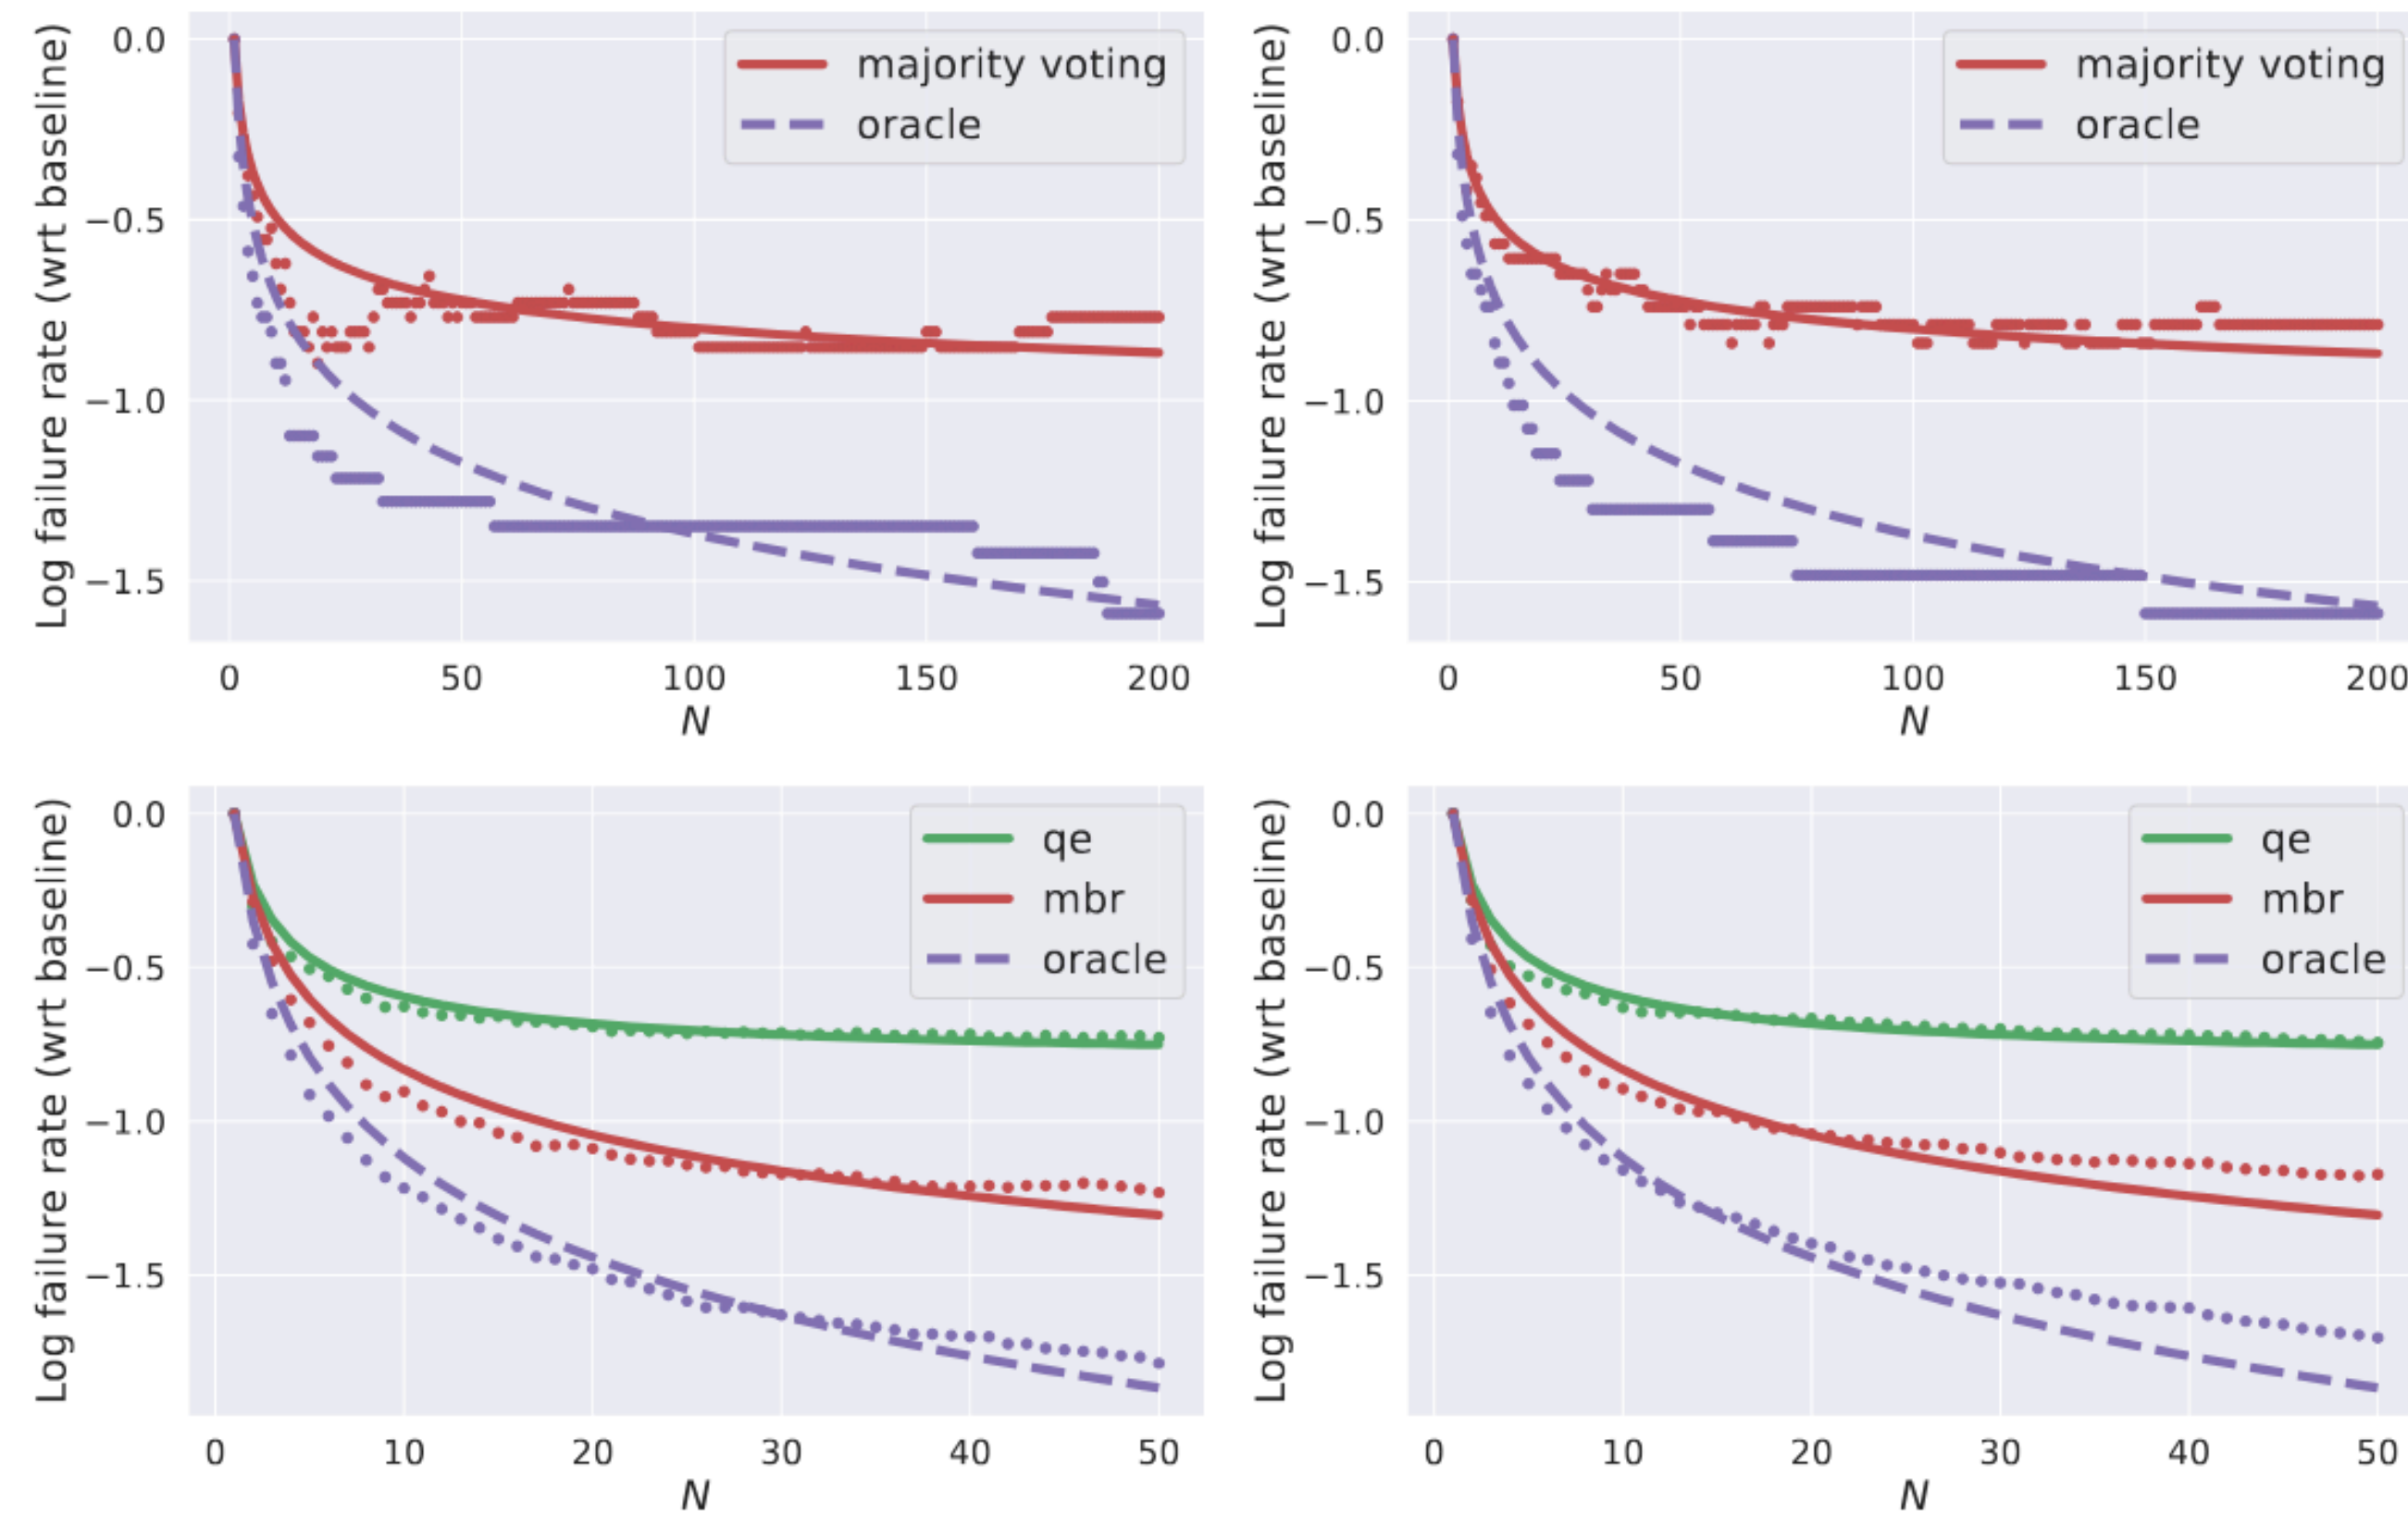 Log failure rate (wrt baseline)
0.0
−0.5
−1.0
−1.5
0 50 100 150 200
N
majority voting
oracle
Log failure rate (wrt baseline)
0.0
−0.5
−1.0
−1.5
0 50 100 150 200
N
majority voting
oracle
Log failure rate (wrt baseline)
0.0
−0.5
−1.0
−1.5
0 10 20 30 40 50
N
qe
mbr
oracle
Log failure rate (wrt baseline)
0.0
−0.5
−1.0
−1.5
0 10 20 30 40 50
N
qe
mbr
oracle